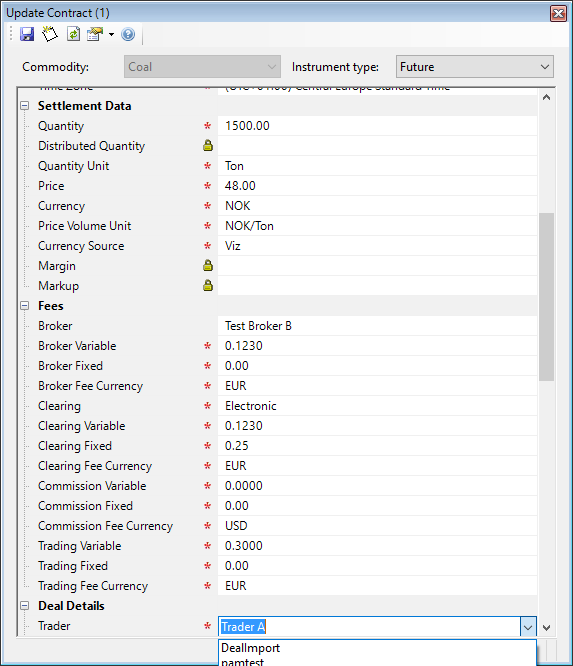 Update Contract (1)
Commodity: Coal Instrument type: Future
Time Zone (UTC+01:00) Central Europe Standard Time
Settlement Data
Quantity * 1500.00
Distributed Quantity
Quantity Unit * Ton
Price * 48.00
Currency * NOK
Price Volume Unit * NOK/Ton
Currency Source * Viz
Margin
Markup
Fees
Broker Test Broker B
Broker Variable * 0.1230
Broker Fixed * 0.00
Broker Fee Currency * EUR
Clearing * Electronic
Clearing Variable * 0.1230
Clearing Fixed * 0.25
Clearing Fee Currency * EUR
Commission Variable * 0.0000
Commission Fixed * 0.00
Commission Fee Currency * USD
Trading Variable * 0.3000
Trading Fixed * 0.00
Trading Fee Currency * EUR
Deal Details
Trader * Trader A
DealImport
pamtest